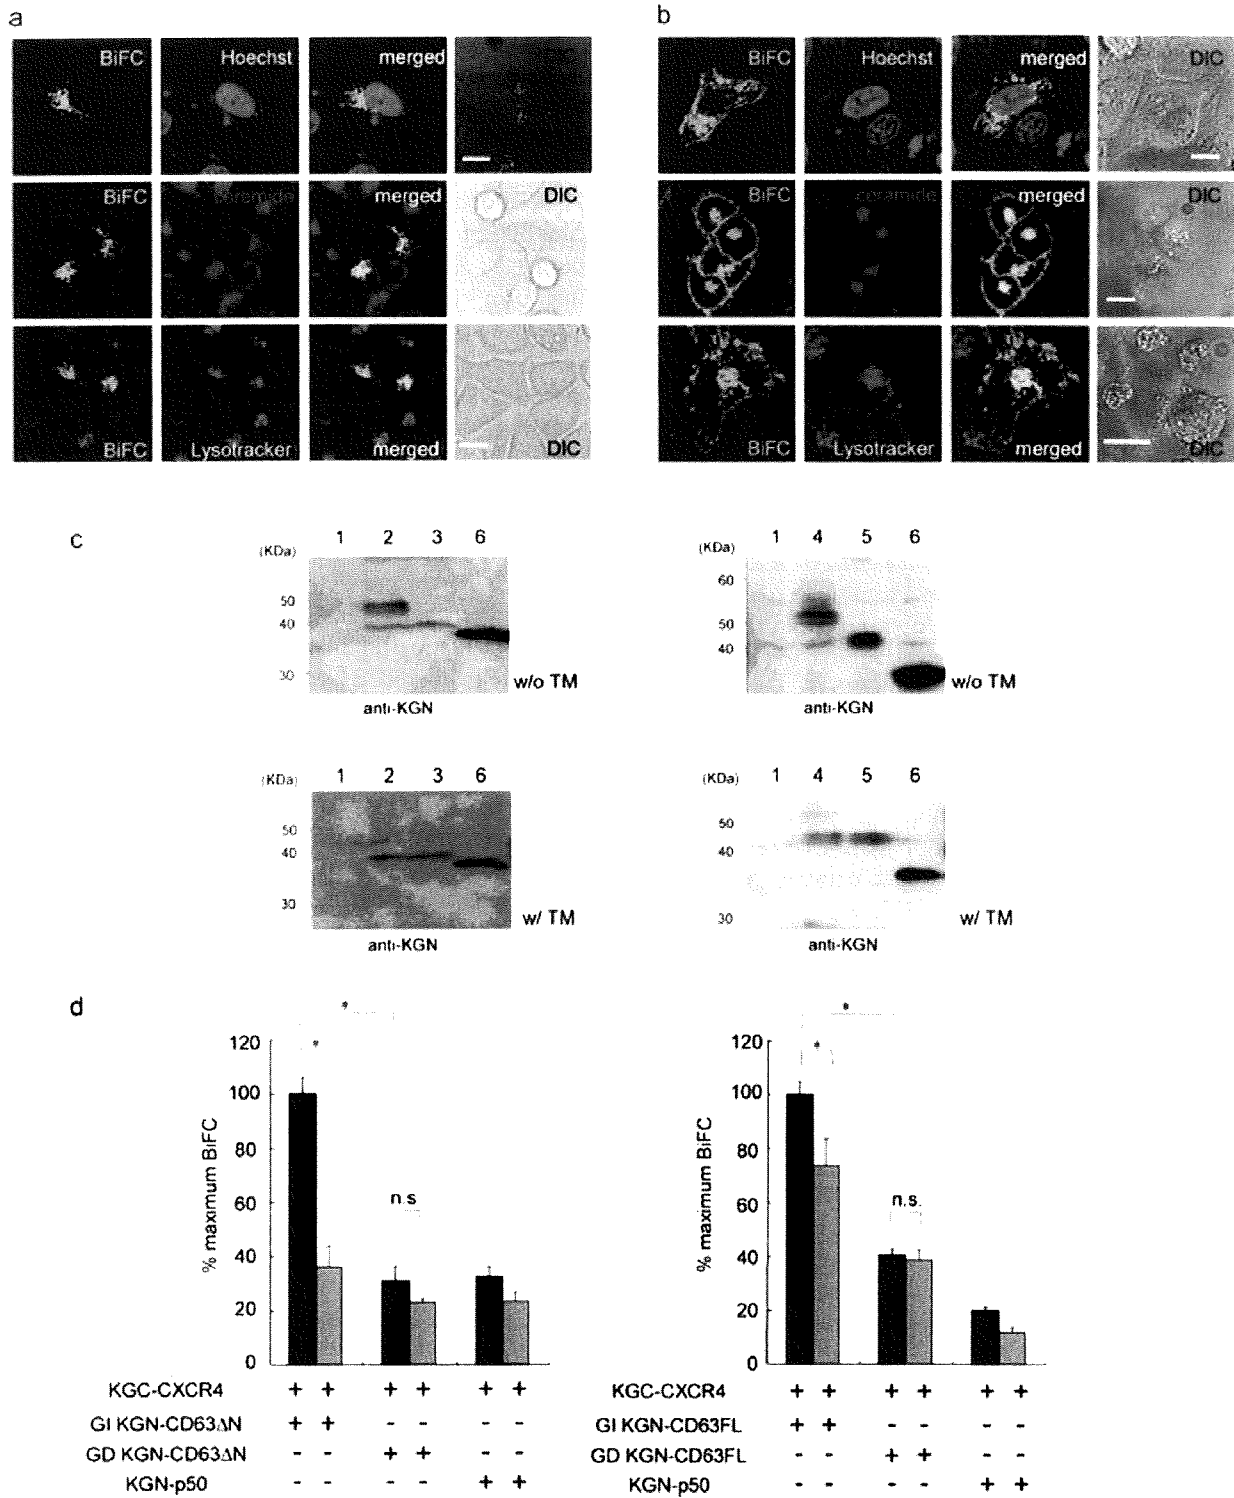 a
b
BiFC Hoechst merged
BiFC Hoechst merged DIC
BiFC ceramide merged DIC
BiFC ceramide merged DIC
BiFC Lysotracker merged DIC
BiFC Lysotracker merged DIC
c
1 2 3 6
(KDa)
50
40
30
w/o TM
anti-KGN
1 4 5 6
(KDa)
60
50
40
w/o TM
anti-KGN
1 2 3 6
(KDa)
50
40
30
w/ TM
anti-KGN
1 4 5 6
(KDa)
50
40
30
w/ TM
anti-KGN
d
* *
120
100
80
60
40
20
0
% maximum BiFC
n.s
KGC-CXCR4 + + + + + +
GI KGN-CD63ΔN + + - - - -
GD KGN-CD63ΔN - - + + - -
KGN-p50 - - - - + +
* *
120
100
80
60
40
20
0
% maximum BiFC
n.s.
KGC-CXCR4 + + + + + +
GI KGN-CD63FL + + - - - -
GD KGN-CD63FL - - + + - -
KGN-p50 - - - - + +